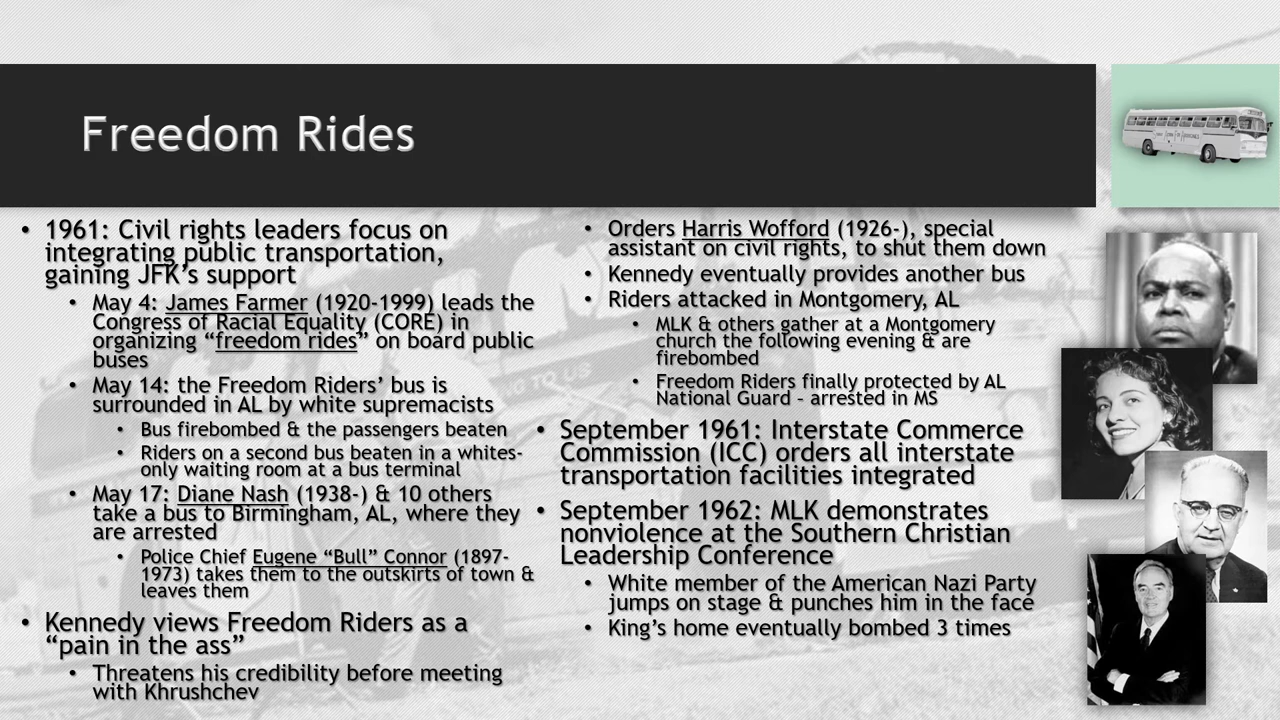 Freedom Rides
• 1961: Civil rights leaders focus on
integrating public transportation,
gaining JFK's support
• May 4: James Farmer (1920-1999) leads the
Congress of Racial Equality (CORE) in
organizing “freedom rides” on board public
buses
• May 14: the Freedom Riders' bus is
surrounded in AL by white supremacists
• Bus firebombed & the passengers beaten
• Riders on a second bus beaten in a whites-
only waiting room at a bus terminal
• May 17: Diane Nash (1938-) & 10 others
take a bus to Birmingham, AL, where they
are arrested
• Police Chief Eugene “Bull” Connor (1897-
1973) takes them to the outskirts of town &
leaves them
• Kennedy views Freedom Riders as a
“pain in the ass”
• Threatens his credibility before meeting
with Khrushchev
• Orders Harris Wofford (1926-), special
assistant on civil rights, to shut them down
• Kennedy eventually provides another bus
• Riders attacked in Montgomery, AL
• MLK & others gather at a Montgomery
church the following evening & are
firebombed
• Freedom Riders finally protected by AL
National Guard – arrested in MS
• September 1961: Interstate Commerce
Commission (ICC) orders all interstate
transportation facilities integrated
• September 1962: MLK demonstrates
nonviolence at the Southern Christian
Leadership Conference
• White member of the American Nazi Party
jumps on stage & punches him in the face
• King's home eventually bombed 3 times